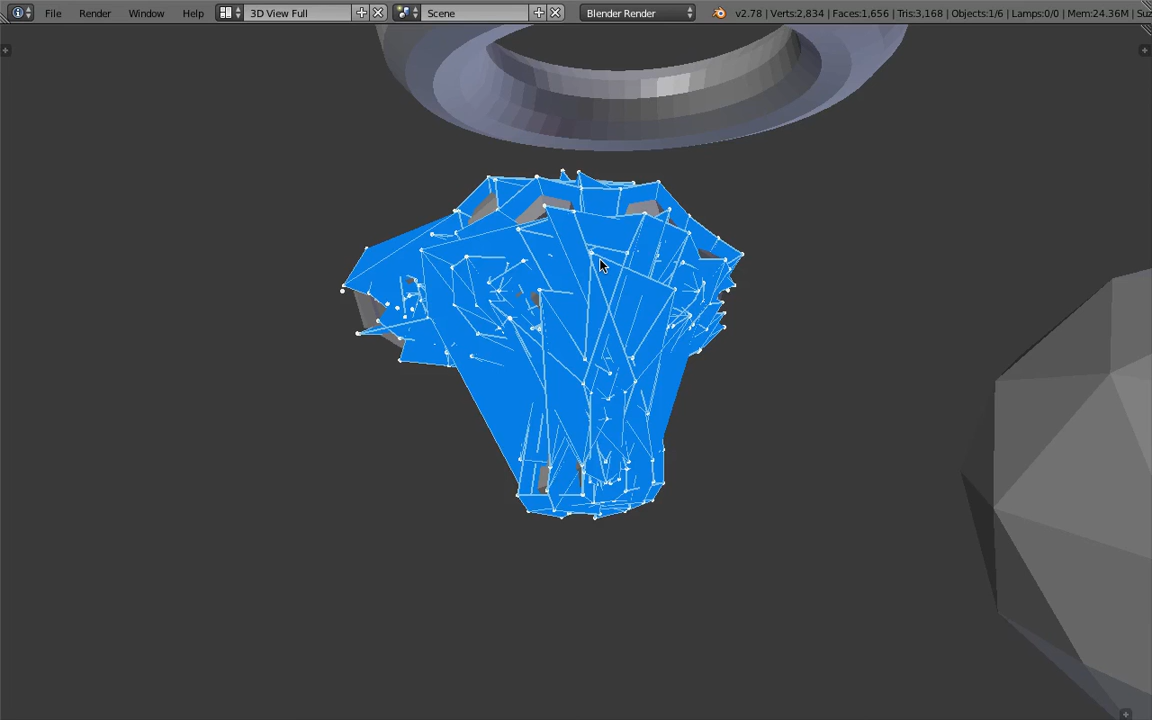 File Render Window Help 3D View Full Scene Blender Render v2.78 | Verts:2,834 | Faces:1,656 | Tris:3,168 | Objects:1/6 | Lamps:0/0 | Mem:24.36M | Suz